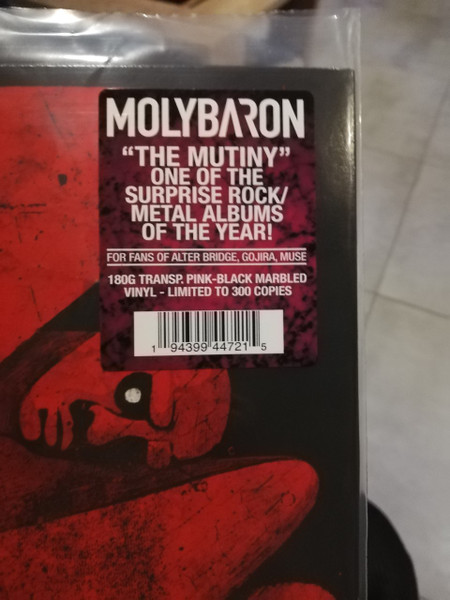 MOLYBARON
“THE MUTINY”
ONE OF THE
SURPRISE ROCK/
METAL ALBUMS
OF THE YEAR!
FOR FANS OF ALTER BRIDGE, GOJIRA, MUSE
180G TRANSP. PINK-BLACK MARBLED
VINYL - LIMITED TO 300 COPIES
1 94399 44721 5